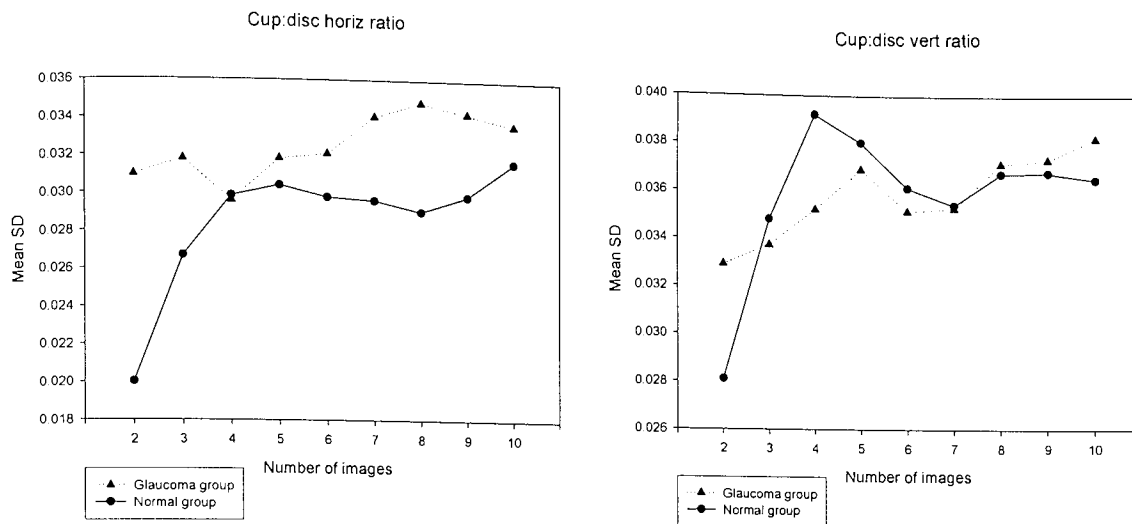 Cup:disc horiz ratio
0.036
0.034
0.032
0.030
0.028
0.026
0.024
0.022
0.020
0.018
Mean SD
2 3 4 5 6 7 8 9 10
Number of images
Glaucoma group
Normal group
Cup:disc vert ratio
0.040
0.038
0.036
0.034
0.032
0.030
0.028
0.026
Mean SD
2 3 4 5 6 7 8 9 10
Number of images
Glaucoma group
Normal group